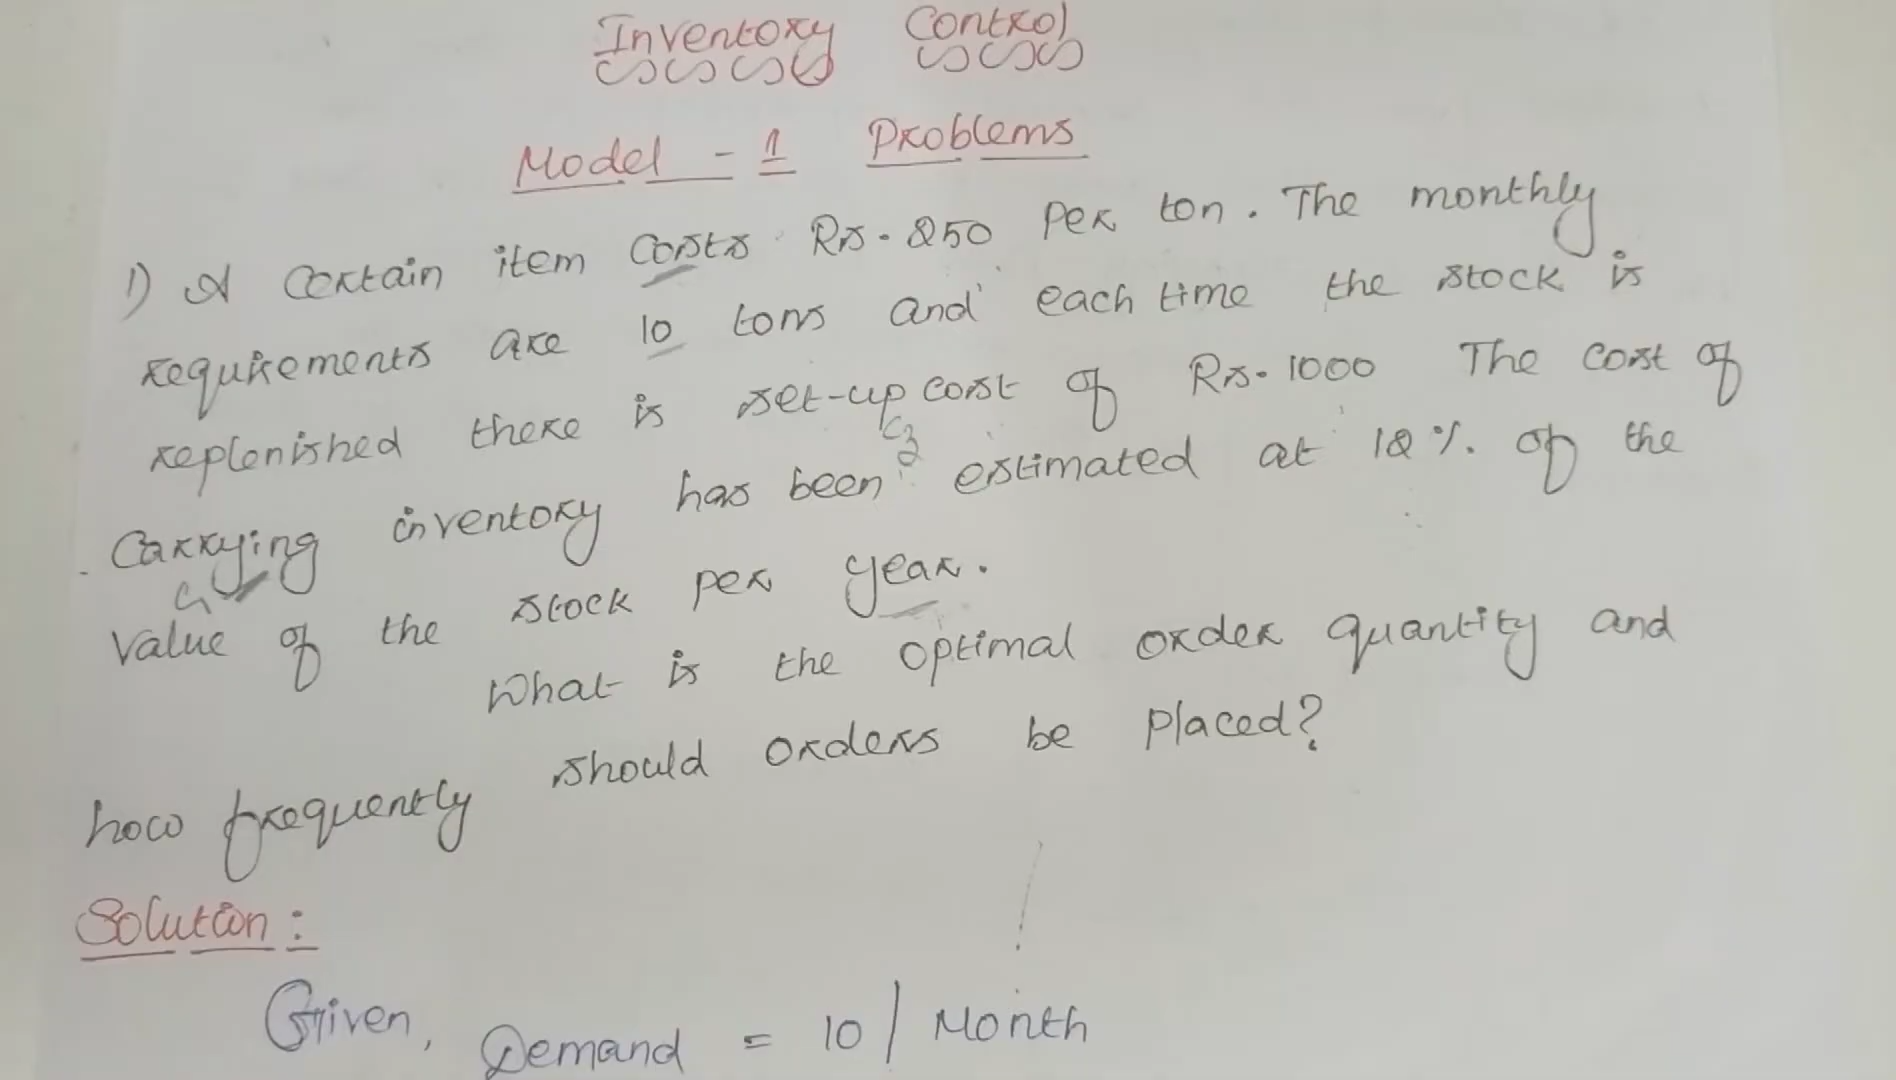 Inventory Control
Model - 1 Problems
1) A certain item costs Rs. 250 per ton. The monthly
requirements are 10 tons and each time the stock is
replenished there is set-up cost of Rs. 1000 The cost of
C3
Carrying inventory has been estimated at 12 %. of the
C1
value of the stock per year.
What is the optimal order quantity and
how frequently should orders be placed?
Solution:
Given, Demand = 10 / Month